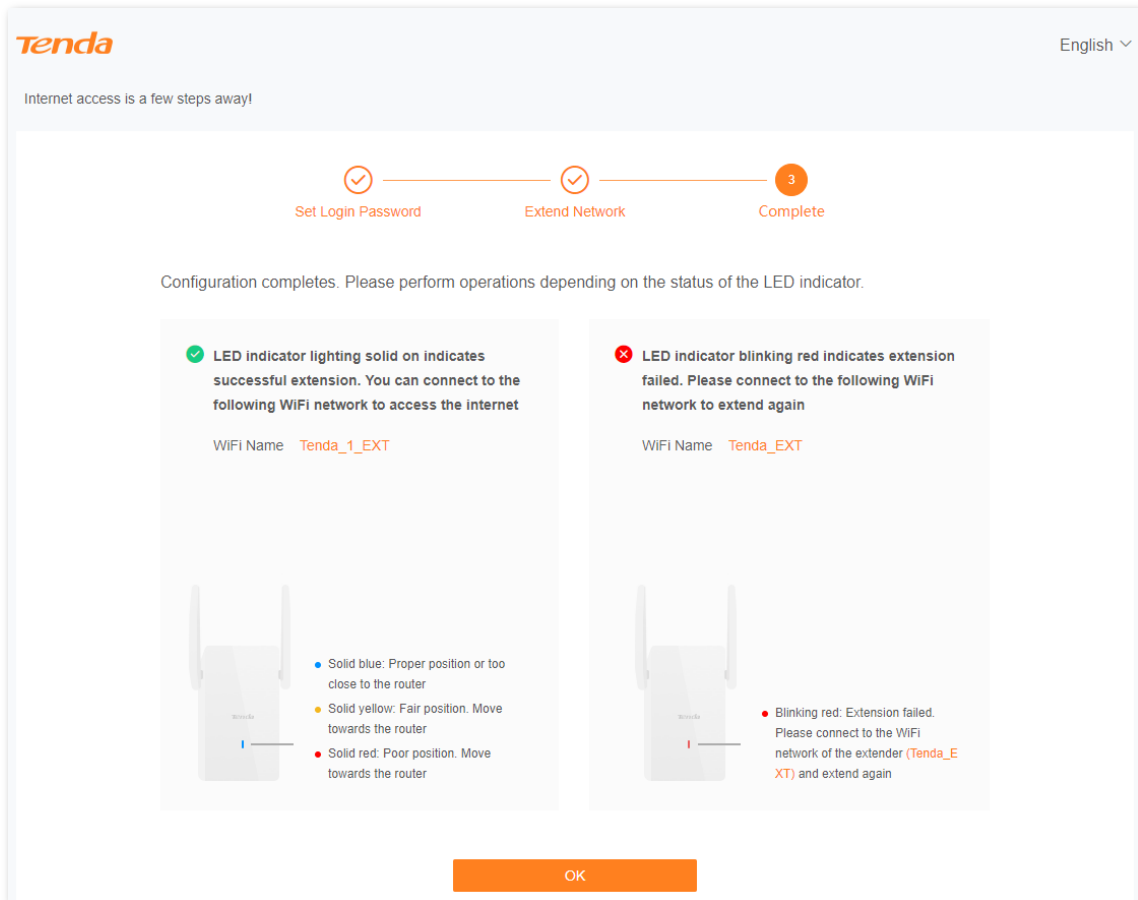 Tenda
English
Internet access is a few steps away!
3
Set Login Password
Extend Network
Complete
Configuration completes. Please perform operations depending on the status of the LED indicator.
LED indicator lighting solid on indicates
successful extension. You can connect to the
following WiFi network to access the internet
WiFi Name Tenda_1_EXT
Tenda
Solid blue: Proper position or too
close to the router
Solid yellow: Fair position. Move
towards the router
Solid red: Poor position. Move
towards the router
LED indicator blinking red indicates extension
failed. Please connect to the following WiFi
network to extend again
WiFi Name Tenda_EXT
Tenda
Blinking red: Extension failed.
Please connect to the WiFi
network of the extender (Tenda_E
XT) and extend again
OK